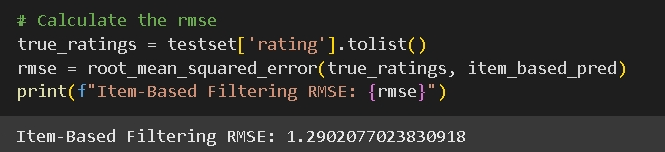 # Calculate the rmse
true_ratings = testset['rating'].tolist()
rmse = root_mean_squared_error(true_ratings, item_based_pred)
print(f"Item-Based Filtering RMSE: {rmse}")
Item-Based Filtering RMSE: 1.2902077023830918